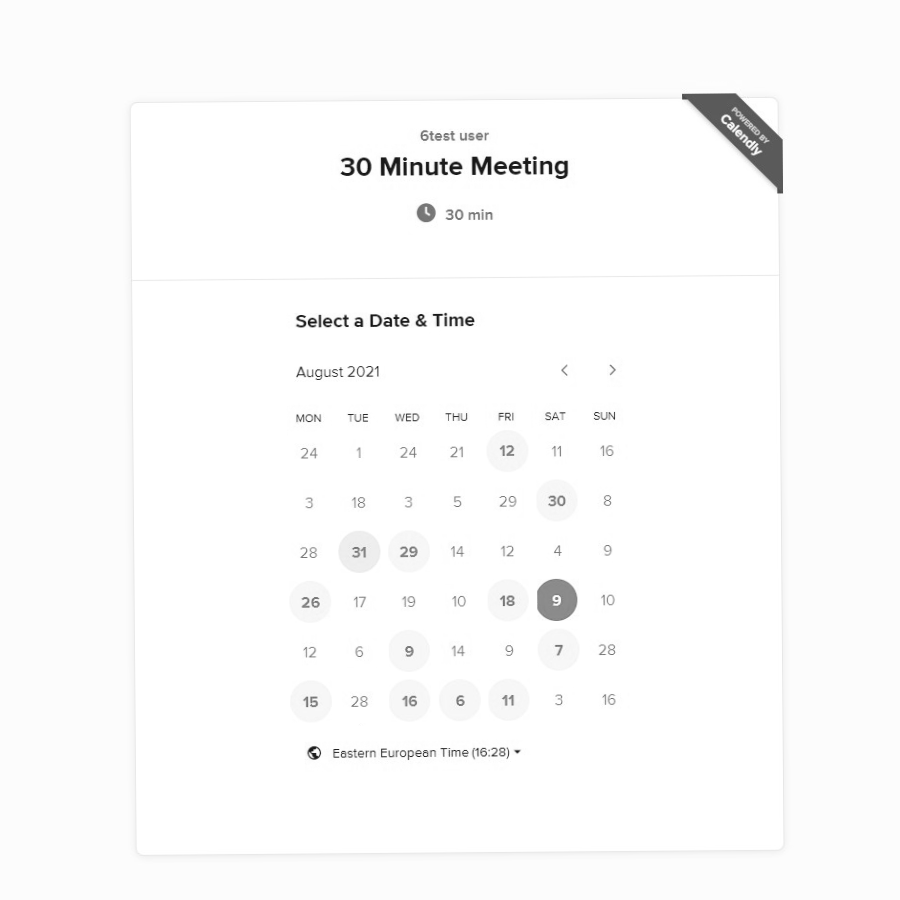 POWERED BY
Calendly
6test user
30 Minute Meeting
30 min
Select a Date & Time
August 2021
MON TUE WED THU FRI SAT SUN
24 1 24 21 12 11 16
3 18 3 5 29 30 8
28 31 29 14 12 4 9
26 17 19 10 18 9 10
12 6 9 14 9 7 28
15 28 16 6 11 3 16
Eastern European Time (16:28)